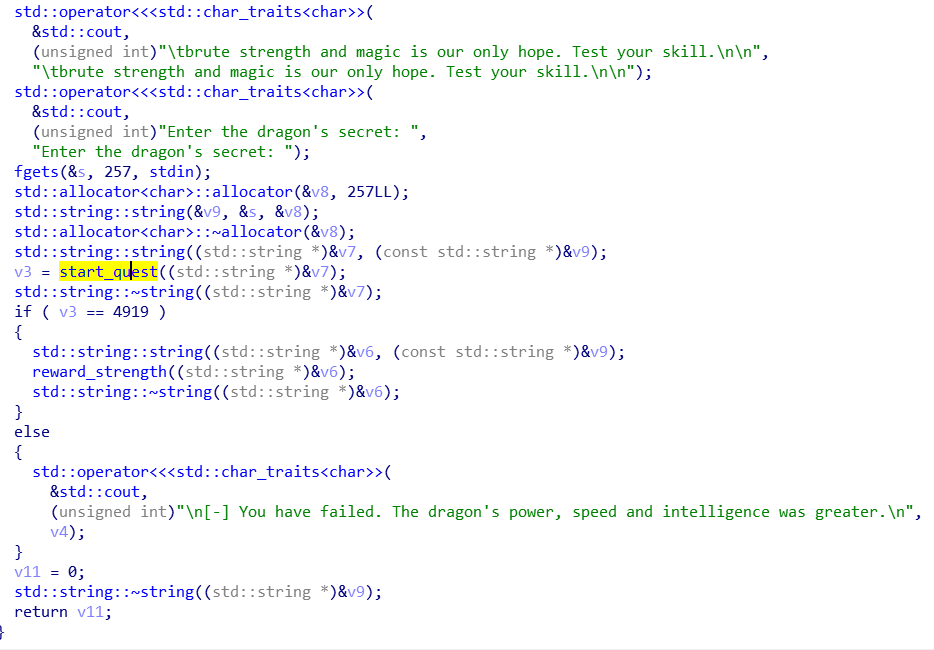 std::operator<<<std::char_traits<char>>(
&std::cout,
(unsigned int)"\tbrute strength and magic is our only hope. Test your skill.\n\n",
"\tbrute strength and magic is our only hope. Test your skill.\n\n");
std::operator<<<std::char_traits<char>>(
&std::cout,
(unsigned int)"Enter the dragon's secret: ",
"Enter the dragon's secret: ");
fgets(&s, 257, stdin);
std::allocator<char>::allocator(&v8, 257LL);
std::string::string(&v9, &s, &v8);
std::allocator<char>::~allocator(&v8);
std::string::string((std::string *)&v7, (const std::string *)&v9);
v3 = start_quest((std::string *)&v7);
std::string::~string((std::string *)&v7);
if ( v3 == 4919 )
{
std::string::string((std::string *)&v6, (const std::string *)&v9);
reward_strength((std::string *)&v6);
std::string::~string((std::string *)&v6);
}
else
{
std::operator<<<std::char_traits<char>>(
&std::cout,
(unsigned int)"\n[-] You have failed. The dragon's power, speed and intelligence was greater.\n",
v4);
}
v11 = 0;
std::string::~string((std::string *)&v9);
return v11;
}